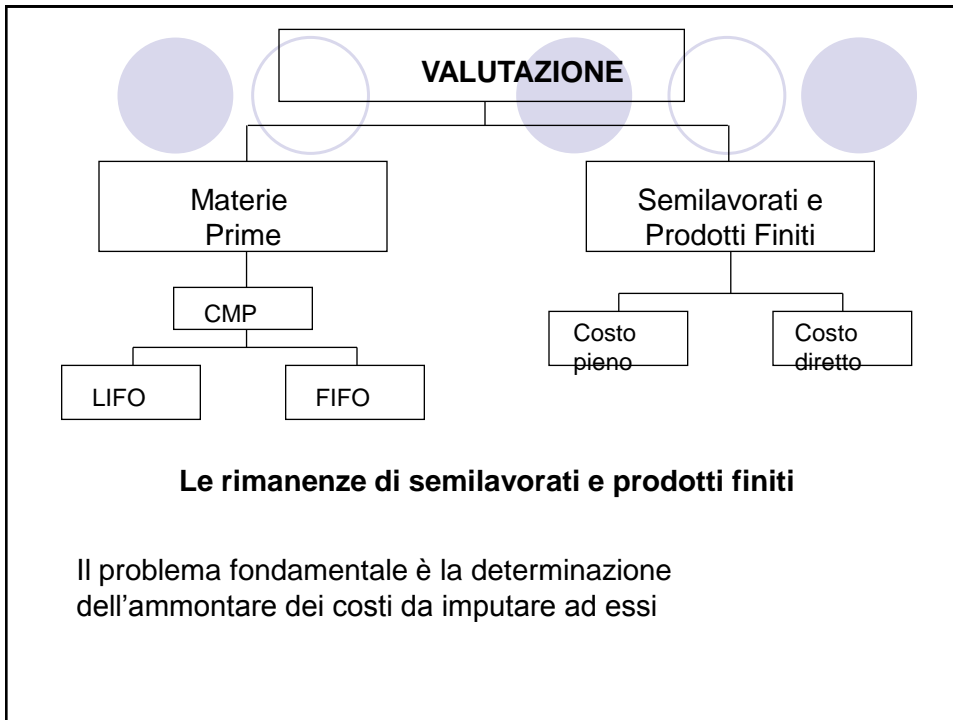 VALUTAZIONE
Materie
Prime
Semilavorati e
Prodotti Finiti
CMP
Costo
pieno
Costo
diretto
LIFO
FIFO
Le rimanenze di semilavorati e prodotti finiti
Il problema fondamentale è la determinazione
dell’ammontare dei costi da imputare ad essi